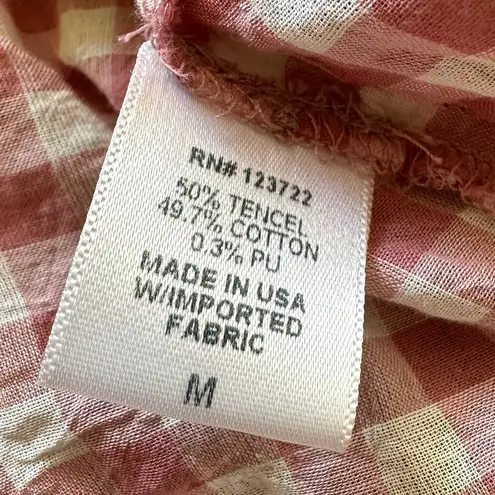 RN# 123722
50% TENCEL
49.7% COTTON
0.3% PU
MADE IN USA
W/IMPORTED
FABRIC
M